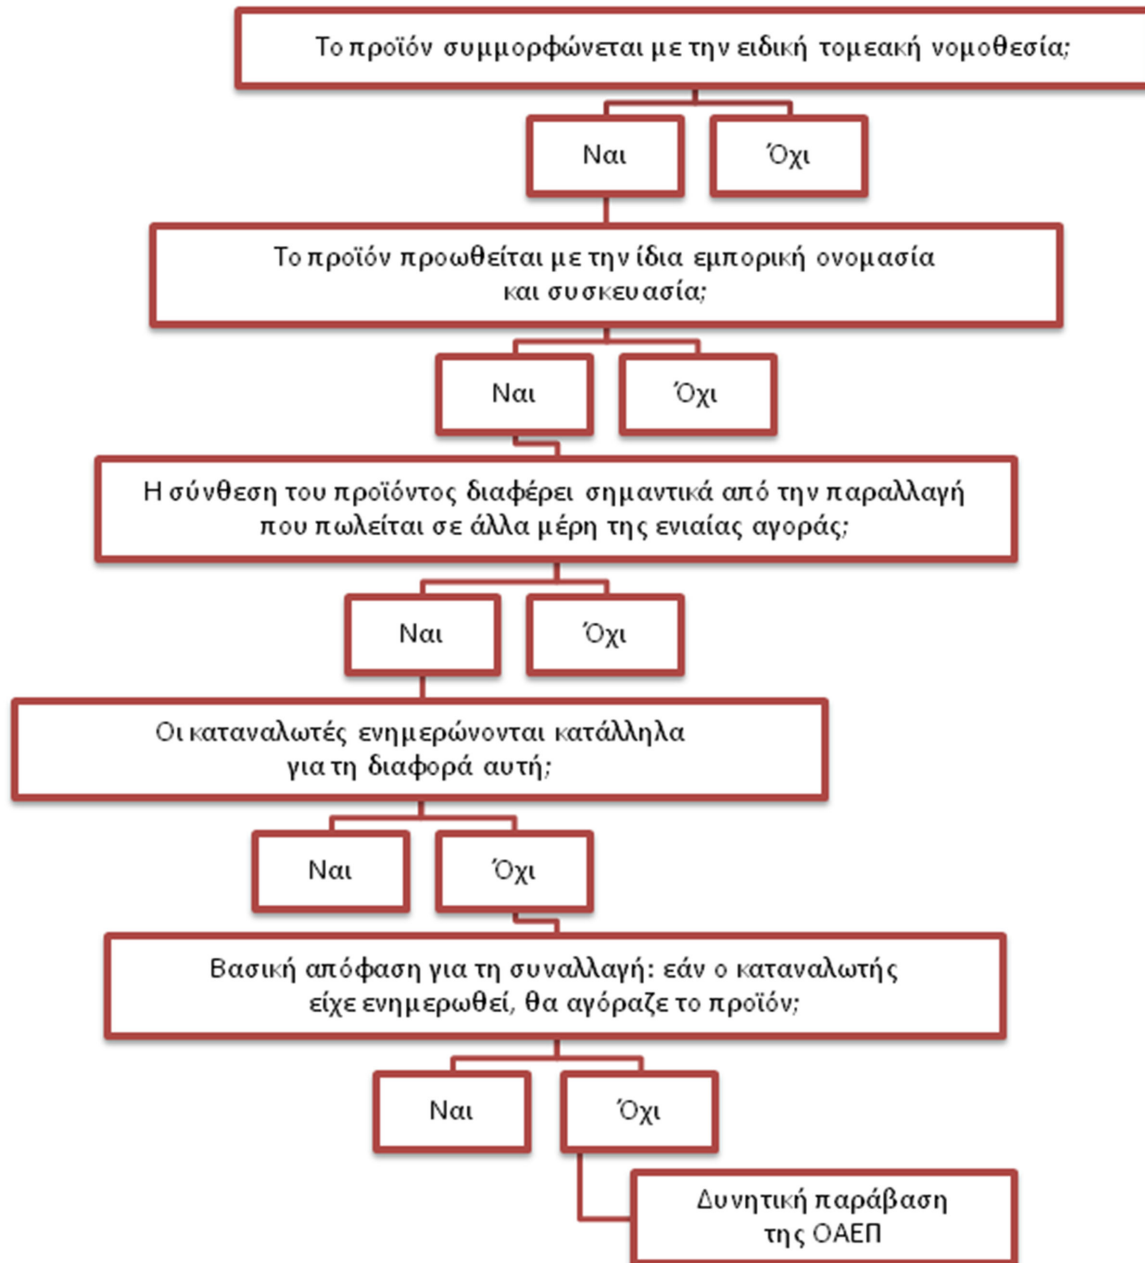 Το προϊόν συμμορφώνεται με την ειδική τομεακή νομοθεσία;
Ναι
Όχι
Το προϊόν προωθείται με την ίδια εμπορική ονομασία
και συσκευασία;
Ναι
Όχι
Η σύνθεση του προϊόντος διαφέρει σημαντικά από την παραλλαγή
που πωλείται σε άλλα μέρη της ενιαίας αγοράς;
Ναι
Όχι
Οι καταναλωτές ενημερώνονται κατάλληλα
για τη διαφορά αυτή;
Ναι
Όχι
Βασική απόφαση για τη συναλλαγή: εάν ο καταναλωτής
είχε ενημερωθεί, θα αγόραζε το προϊόν;
Ναι
Όχι
Δυνητική παράβαση
της ΟΑΕΠ